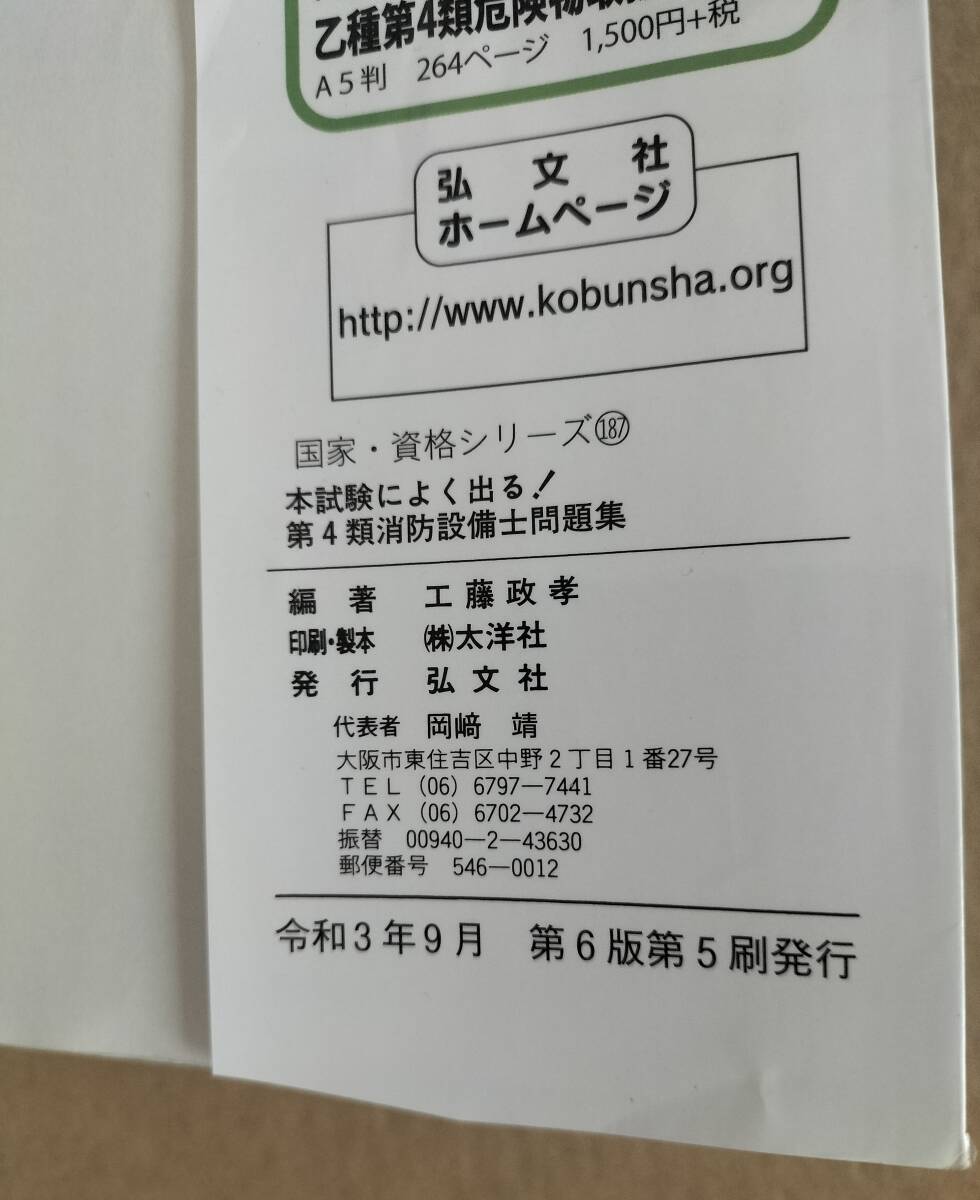 乙種第4類危険物取
A5判 264ページ 1,500円+税
弘文社
ホームページ
http://www.kobunsha.org
国家・資格シリーズ⑱⑦
本試験によく出る!
第4類消防設備士問題集
編著 工藤政孝
印刷・製本 ㈱太洋社
発行 弘文社
代表者 岡﨑 靖
大阪市東住吉区中野2丁目1番27号
TEL (06) 6797―7441
FAX (06) 6702―4732
振替 00940―2―43630
郵便番号 546―0012
令和3年9月 第6版第5刷発行